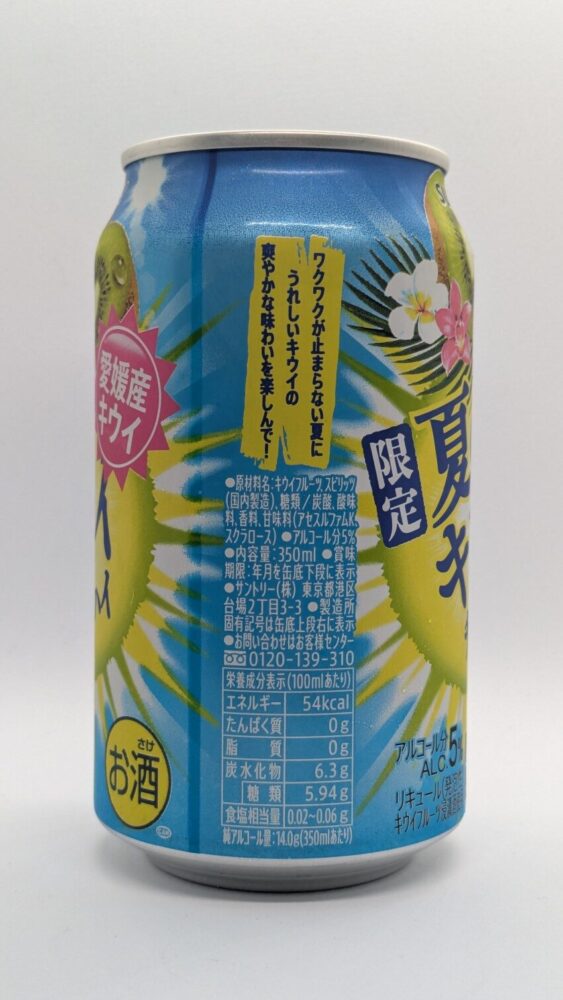 愛媛産
キウイ
ワクワクが止まらない夏に
うれしいキウイの
爽やかな味わいを楽しんで！
限定
夏
キ
●原材料名：キウイフルーツ、スピリッツ
(国内製造)、糖類／炭酸、酸味
料、香料、甘味料(アセスルファムK、
スクラロース) ●アルコール分5%
●内容量：350ml ●賞味
期限：年月を缶底下段に表示
●サントリー(株) 東京都港区
台場2丁目3-3 ●製造所
固有記号は缶底上段右に表示
●お問い合わせはお客様センター
0120-139-310
栄養成分表示(100mlあたり)
エネルギー 54kcal
たんぱく質 0g
脂質 0g
炭水化物 6.3g
糖類 5.94g
食塩相当量 0.02~0.06g
純アルコール量：14.0g(350mlあたり)
さけ
お酒
アルコール分
ALC 5%
リキュール(発泡
キウイフルーツ浸漬酒